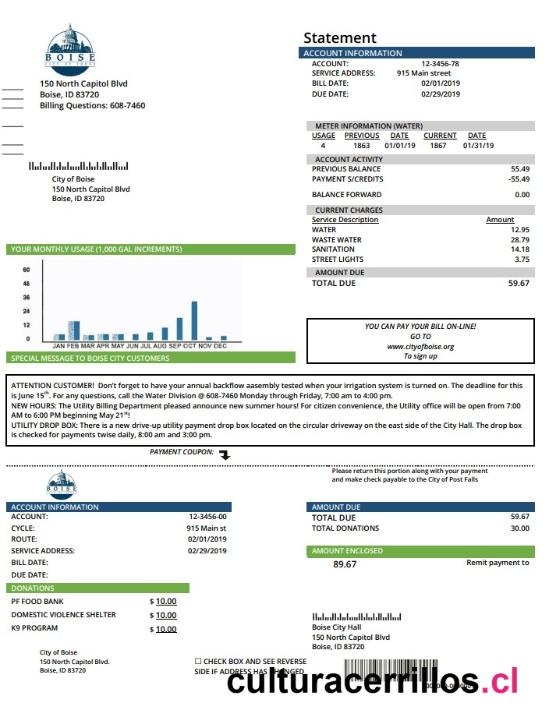 Statement
BOISE
150 North Capitol Blvd
Boise, ID 83720
Billing Questions: 608-7460
ACCOUNT INFORMATION
ACCOUNT: 12-3456-78
SERVICE ADDRESS: 915 Main street
BILL DATE: 02/01/2019
DUE DATE: 02/29/2019
METER INFORMATION (WATER)
USAGE PREVIOUS DATE CURRENT DATE
4 1863 01/01/19 1867 01/31/19
City of Boise
150 North Capitol Blvd
Boise, ID 83720
ACCOUNT ACTIVITY
PREVIOUS BALANCE 55.49
PAYMENT S/CREDITS -55.49
BALANCE FORWARD 0.00
CURRENT CHARGES
Service Description Amount
WATER 12.95
WASTE WATER 28.79
SANITATION 14.18
STREET LIGHTS 3.75
AMOUNT DUE
TOTAL DUE 59.67
YOUR MONTHLY USAGE (1,000 GAL INCREMENTS)
60
48
36
24
12
0
JAN FEB MAR APR MAY JUN JUL AUG SEP OCT NOV DEC
YOU CAN PAY YOUR BILL ON-LINE!
GO TO
www.cityofboise.org
To sign up
SPECIAL MESSAGE TO BOISE CITY CUSTOMERS
ATTENTION CUSTOMER! Don't forget to have your annual backflow aasembly tested when your irrigation system is turned on. The deadline for this
is June 15th. For any questions, call the Water Division @ 608-7460 Monday through Friday, 7:00 am to 4:00 pm.
NEW HOURS: The Utility Billing Department pleased announce new summer hours! For citizen convenience, the Utility office will be open from 7:00
AM to 6:00 PM beginning May 21st!
UTILITY DROP BOX: There is a new drive-up utility payment drop box located on the circular driveway on the east side of the City Hall. The drop box
is checked for payments twise daily, 8:00 am and 3:00 pm.
PAYMENT COUPON:
Please return this portion along with your payment
and make check payable to the City of Post Falls
BOISE
ACCOUNT INFORMATION
ACCOUNT: 12-3456-00
CYCLE: 915 Main st
ROUTE: 02/01/2019
SERVICE ADDRESS: 02/29/2019
BILL DATE:
DUE DATE:
AMOUNT DUE
TOTAL DUE 59.67
TOTAL DONATIONS 30.00
AMOUNT ENCLOSED
89.67 Remit payment to
DONATIONS
PF FOOD BANK $ 10.00
DOMESTIC VIOLENCE SHELTER $ 10.00
K9 PROGRAM $ 10.00
Boise City Hall
150 North Capitol Blvd
Boise, ID 83720
City of Boise
150 North Capitol Blvd.
Boise, ID 83720
☐ CHECK BOX AND SEE REVERSE
SIDE IF ADDRESS HAS CHANGED
culturacerrillos.cl